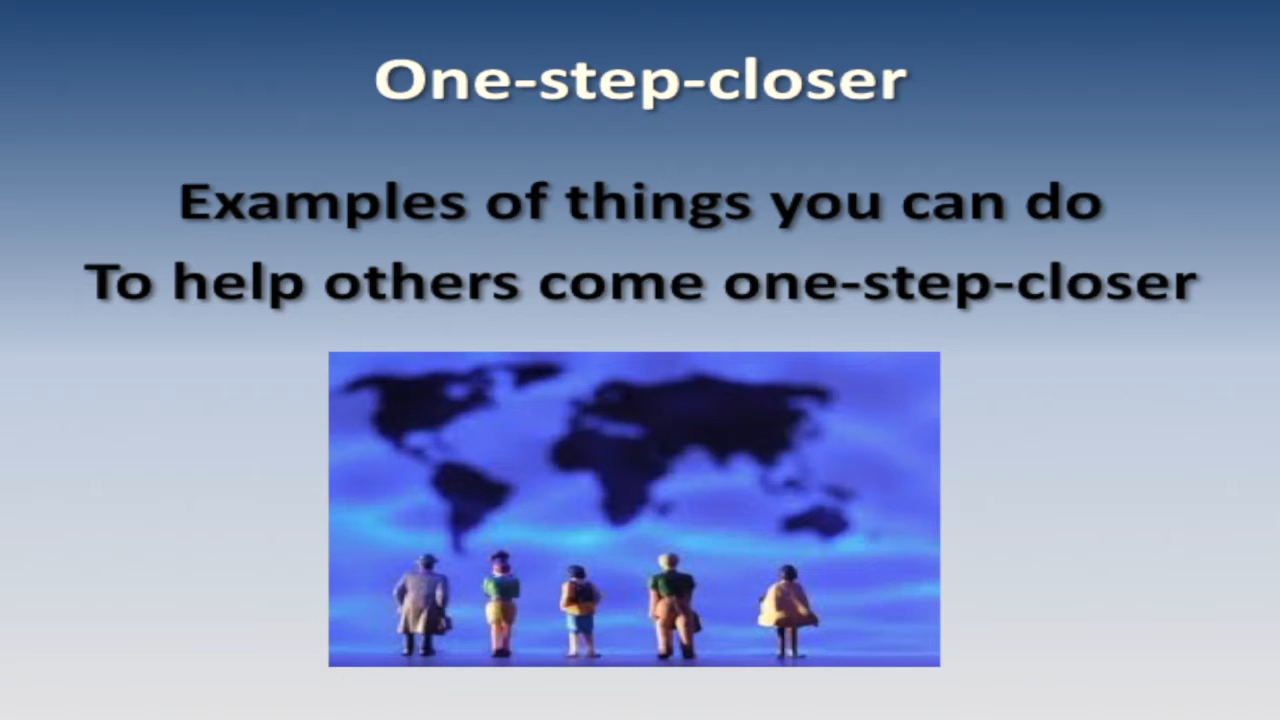 One-step-closer
Examples of things you can do
To help others come one-step-closer